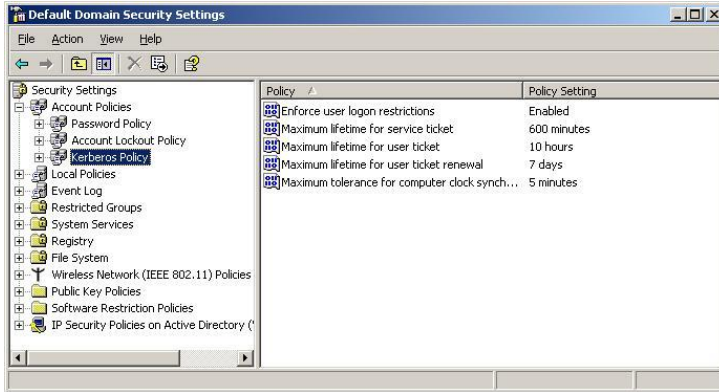 Default Domain Security Settings
File Action View Help
Security Settings
Account Policies
Password Policy
Account Lockout Policy
Kerberos Policy
Local Policies
Event Log
Restricted Groups
System Services
Registry
File System
Wireless Network (IEEE 802.11) Policies
Public Key Policies
Software Restriction Policies
IP Security Policies on Active Directory (
Policy Policy Setting
Enforce user logon restrictions Enabled
Maximum lifetime for service ticket 600 minutes
Maximum lifetime for user ticket 10 hours
Maximum lifetime for user ticket renewal 7 days
Maximum tolerance for computer clock synch... 5 minutes